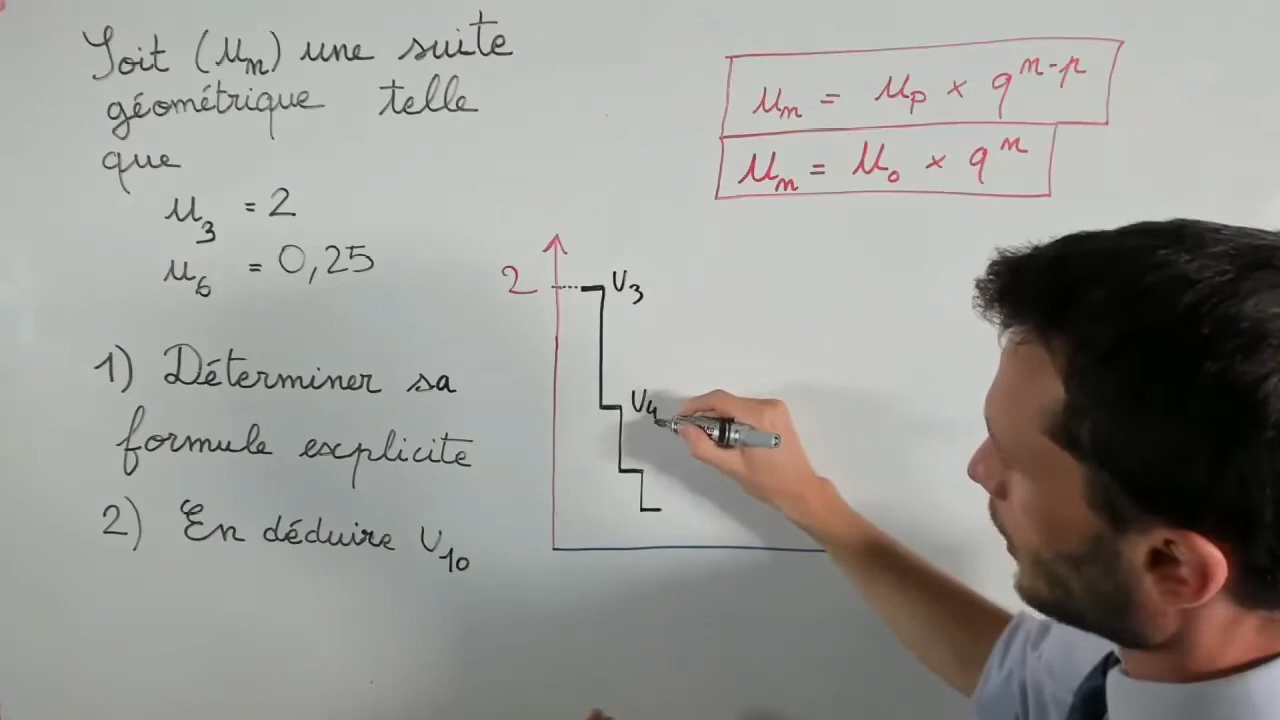 Soit (un) une suite
géométrique telle
que
u3 = 2
u6 = 0,25
1) Déterminer sa
formule explicite
2) En déduire U10
un = up × q^n-p
un = u0 × q^n
2
U3
U4